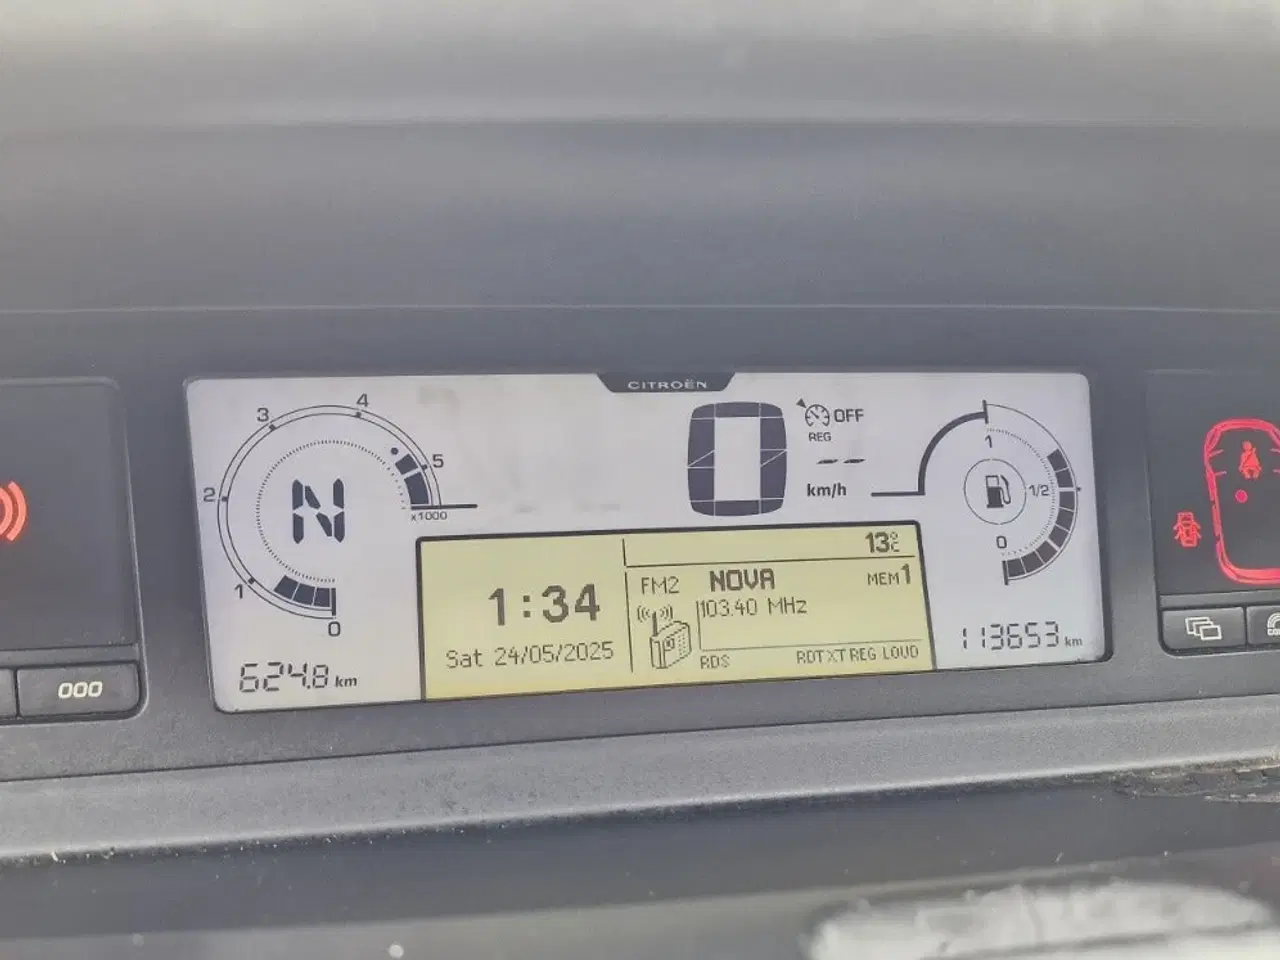 CITROËN
4
3
5
2
x1000
1
0
N
0
OFF
REG
-- --
km/h
1
1/2
0
13°C
1:34
FM2 NOVA MEM 1
103.40 MHz
Sat 24/05/2025
RDS RDTXT REG LOUD
624.8 km
113653 km
000